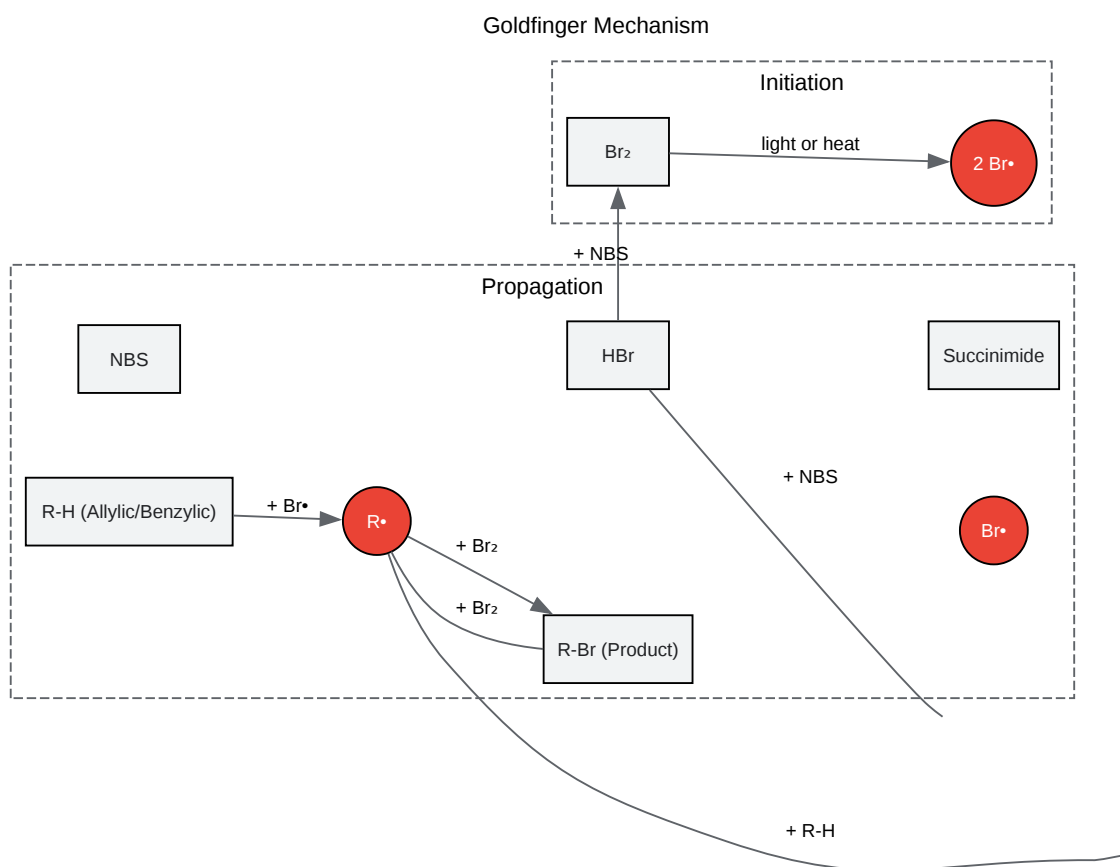 Goldfinger Mechanism
Initiation
Br₂
light or heat
2 Br•
+ NBS
Propagation
NBS
HBr
Succinimide
+ NBS
R-H (Allylic/Benzylic)
+ Br•
R•
Br•
+ Br₂
+ Br₂
R-Br (Product)
+ R-H